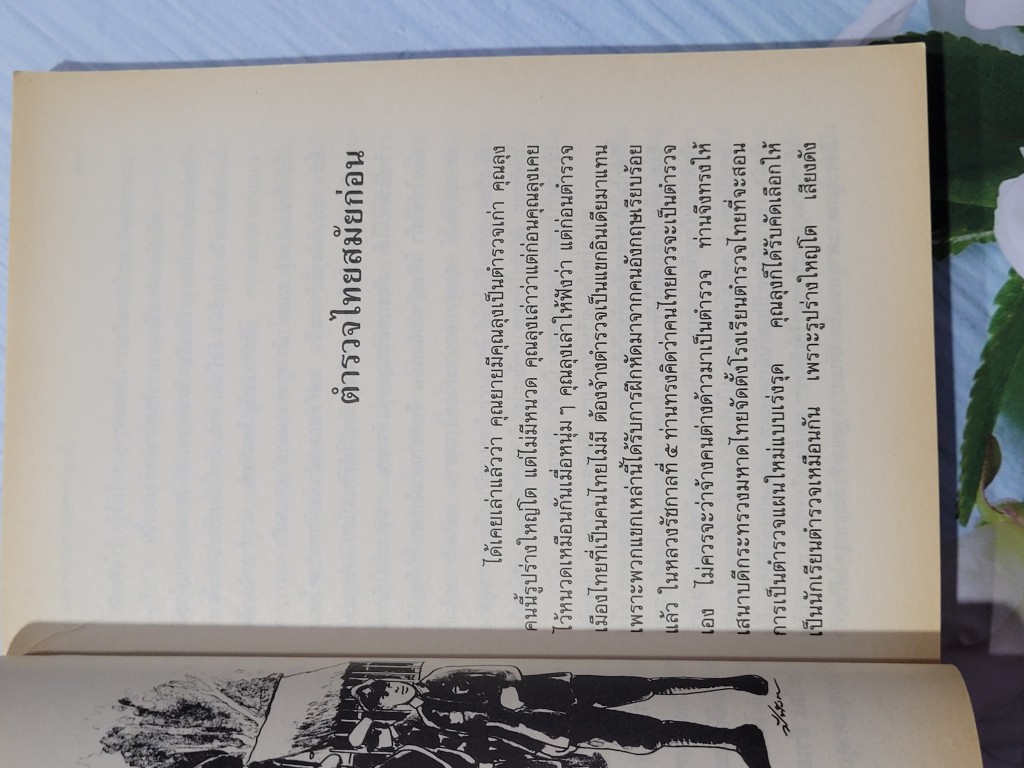 ตำรวจไทยสมัยก่อน
ได้เคยเล่าแล้วว่า คุณยายมีคุณลุงเป็นตำรวจเก่า คุณลุง
คนนี้รูปร่างใหญ่โต แต่ไม่มีหนวด คุณลุงเล่าว่าแต่ก่อนคุณลุงเคย
ไว้หนวดเหมือนกันเมื่อหนุ่ม ๆ คุณลุงเล่าให้ฟังว่า แต่ก่อนตำรวจ
เมืองไทยที่เป็นคนไทยไม่มี ต้องจ้างตำรวจเป็นแขกอินเดียมาแทน
เพราะพวกแขกเหล่านี้ได้รับการฝึกหัดมาจากคนอังกฤษเรียบร้อย
แล้ว ในหลวงรัชกาลที่ ๕ ท่านทรงคิดว่าคนไทยควรจะเป็นตำรวจ
เอง ไม่ควรจะว่าจ้างคนต่างด้าวมาเป็นตำรวจ ท่านจึงทรงให้
เสนาบดีกระทรวงมหาดไทยจัดตั้งโรงเรียนตำรวจไทยที่จะสอน
การเป็นตำรวจแผนใหม่แบบเร่งรุด คุณลุงก็ได้รับคัดเลือกให้
เป็นนักเรียนตำรวจเหมือนกัน เพราะรูปร่างใหญ่โต เสียงดัง